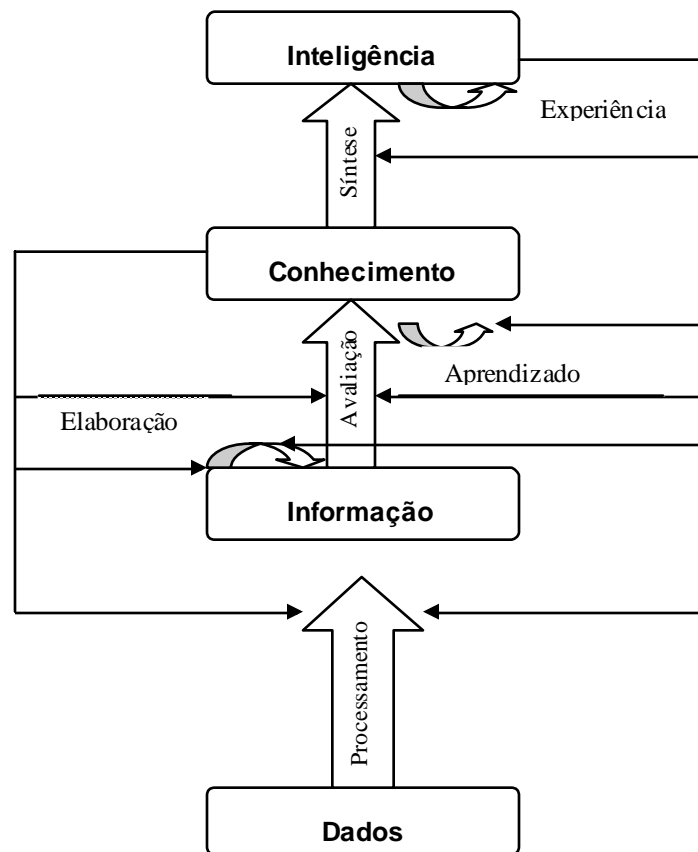 Inteligência
Experiência
Síntese
Conhecimento
Avaliação
Aprendizado
Elaboração
Informação
Processamento
Dados